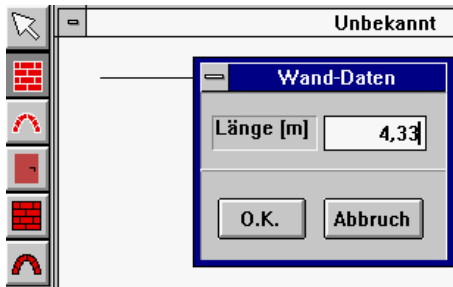 Unbekannt
Wand-Daten
Länge [m] 4,33
O.K. Abbruch